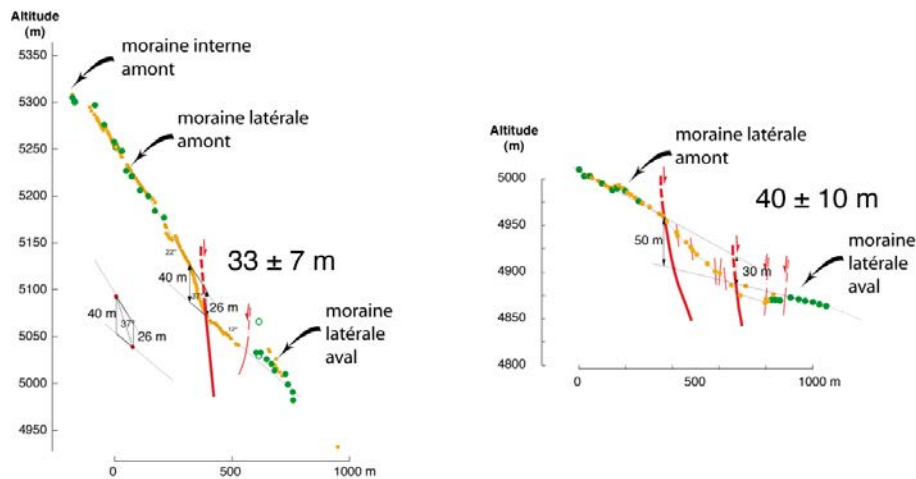 Altitude
(m)
5350
moraine interne
amont
5300
moraine latérale
amont
5250
5200
5150
22°
33 ± 7 m
40 m
5100
37°
26 m
40 m
37°
26 m
5050
12°
moraine
latérale
aval
5000
4950
0
500
1000 m
Altitude
(m)
moraine latérale
amont
5000
40 ± 10 m
4950
50 m
moraine
latérale
aval
4900
30 m
4850
4800
0
500
1000 m